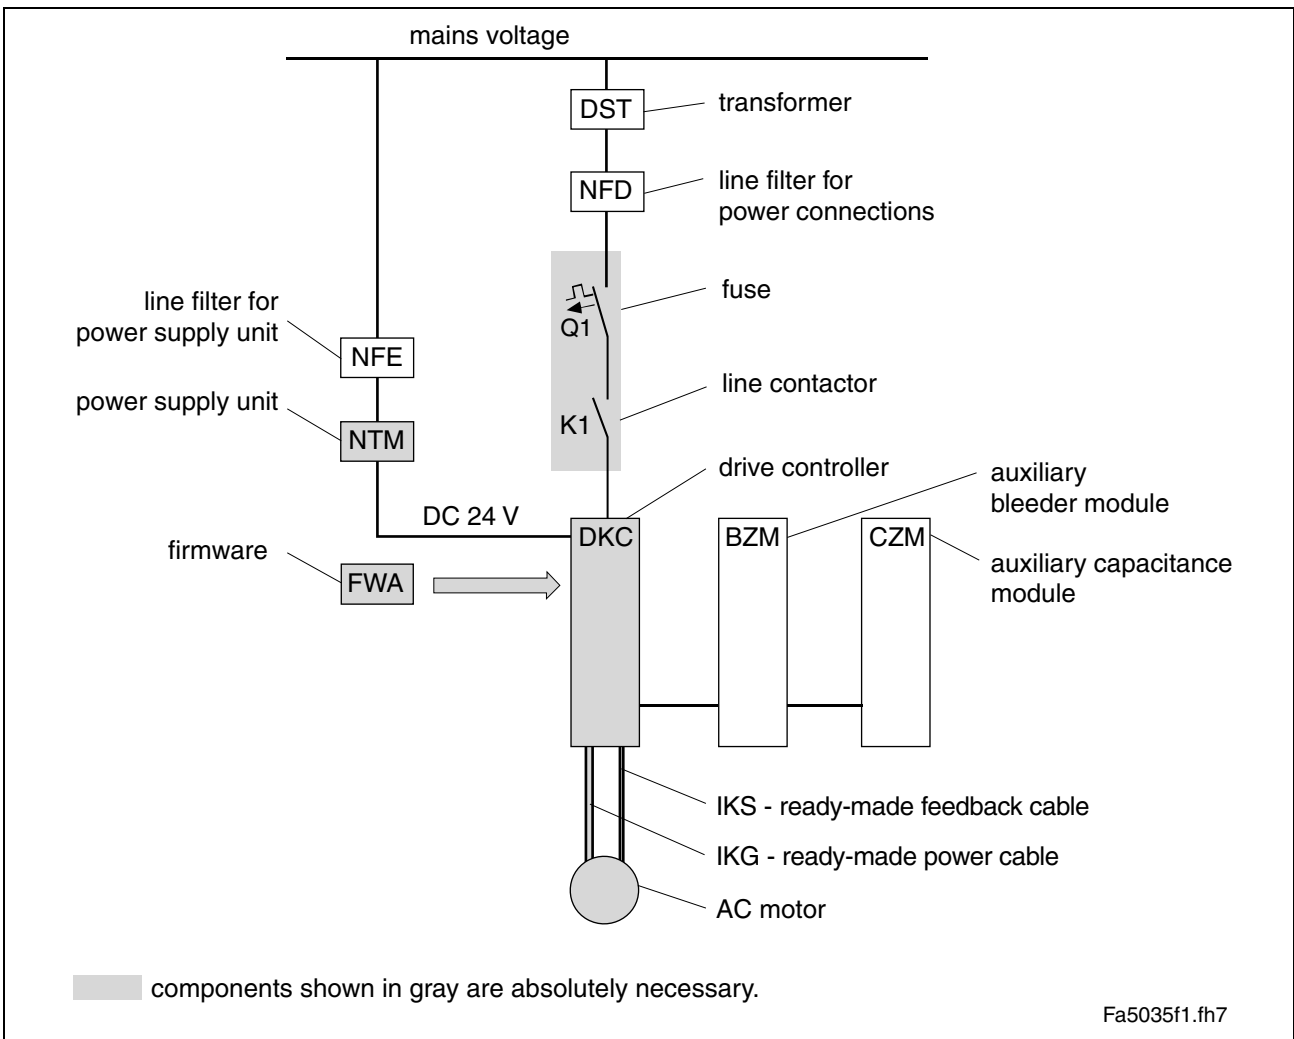 mains voltage
DST
transformer
NFD
line filter for
power connections
fuse
Q1
line filter for
power supply unit
NFE
line contactor
power supply unit
K1
NTM
drive controller
auxiliary
bleeder module
DC 24 V
DKC
BZM
CZM
firmware
FWA
auxiliary capacitance
module
IKS - ready-made feedback cable
IKG - ready-made power cable
AC motor
components shown in gray are absolutely necessary.
Fa5035f1.fh7